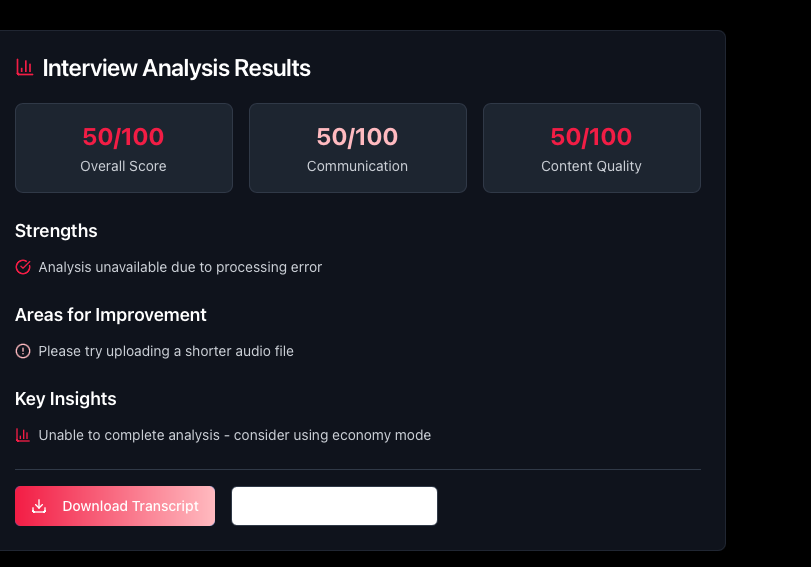 Interview Analysis Results
50/100
Overall Score
50/100
Communication
50/100
Content Quality
Strengths
Analysis unavailable due to processing error
Areas for Improvement
Please try uploading a shorter audio file
Key Insights
Unable to complete analysis - consider using economy mode
Download Transcript